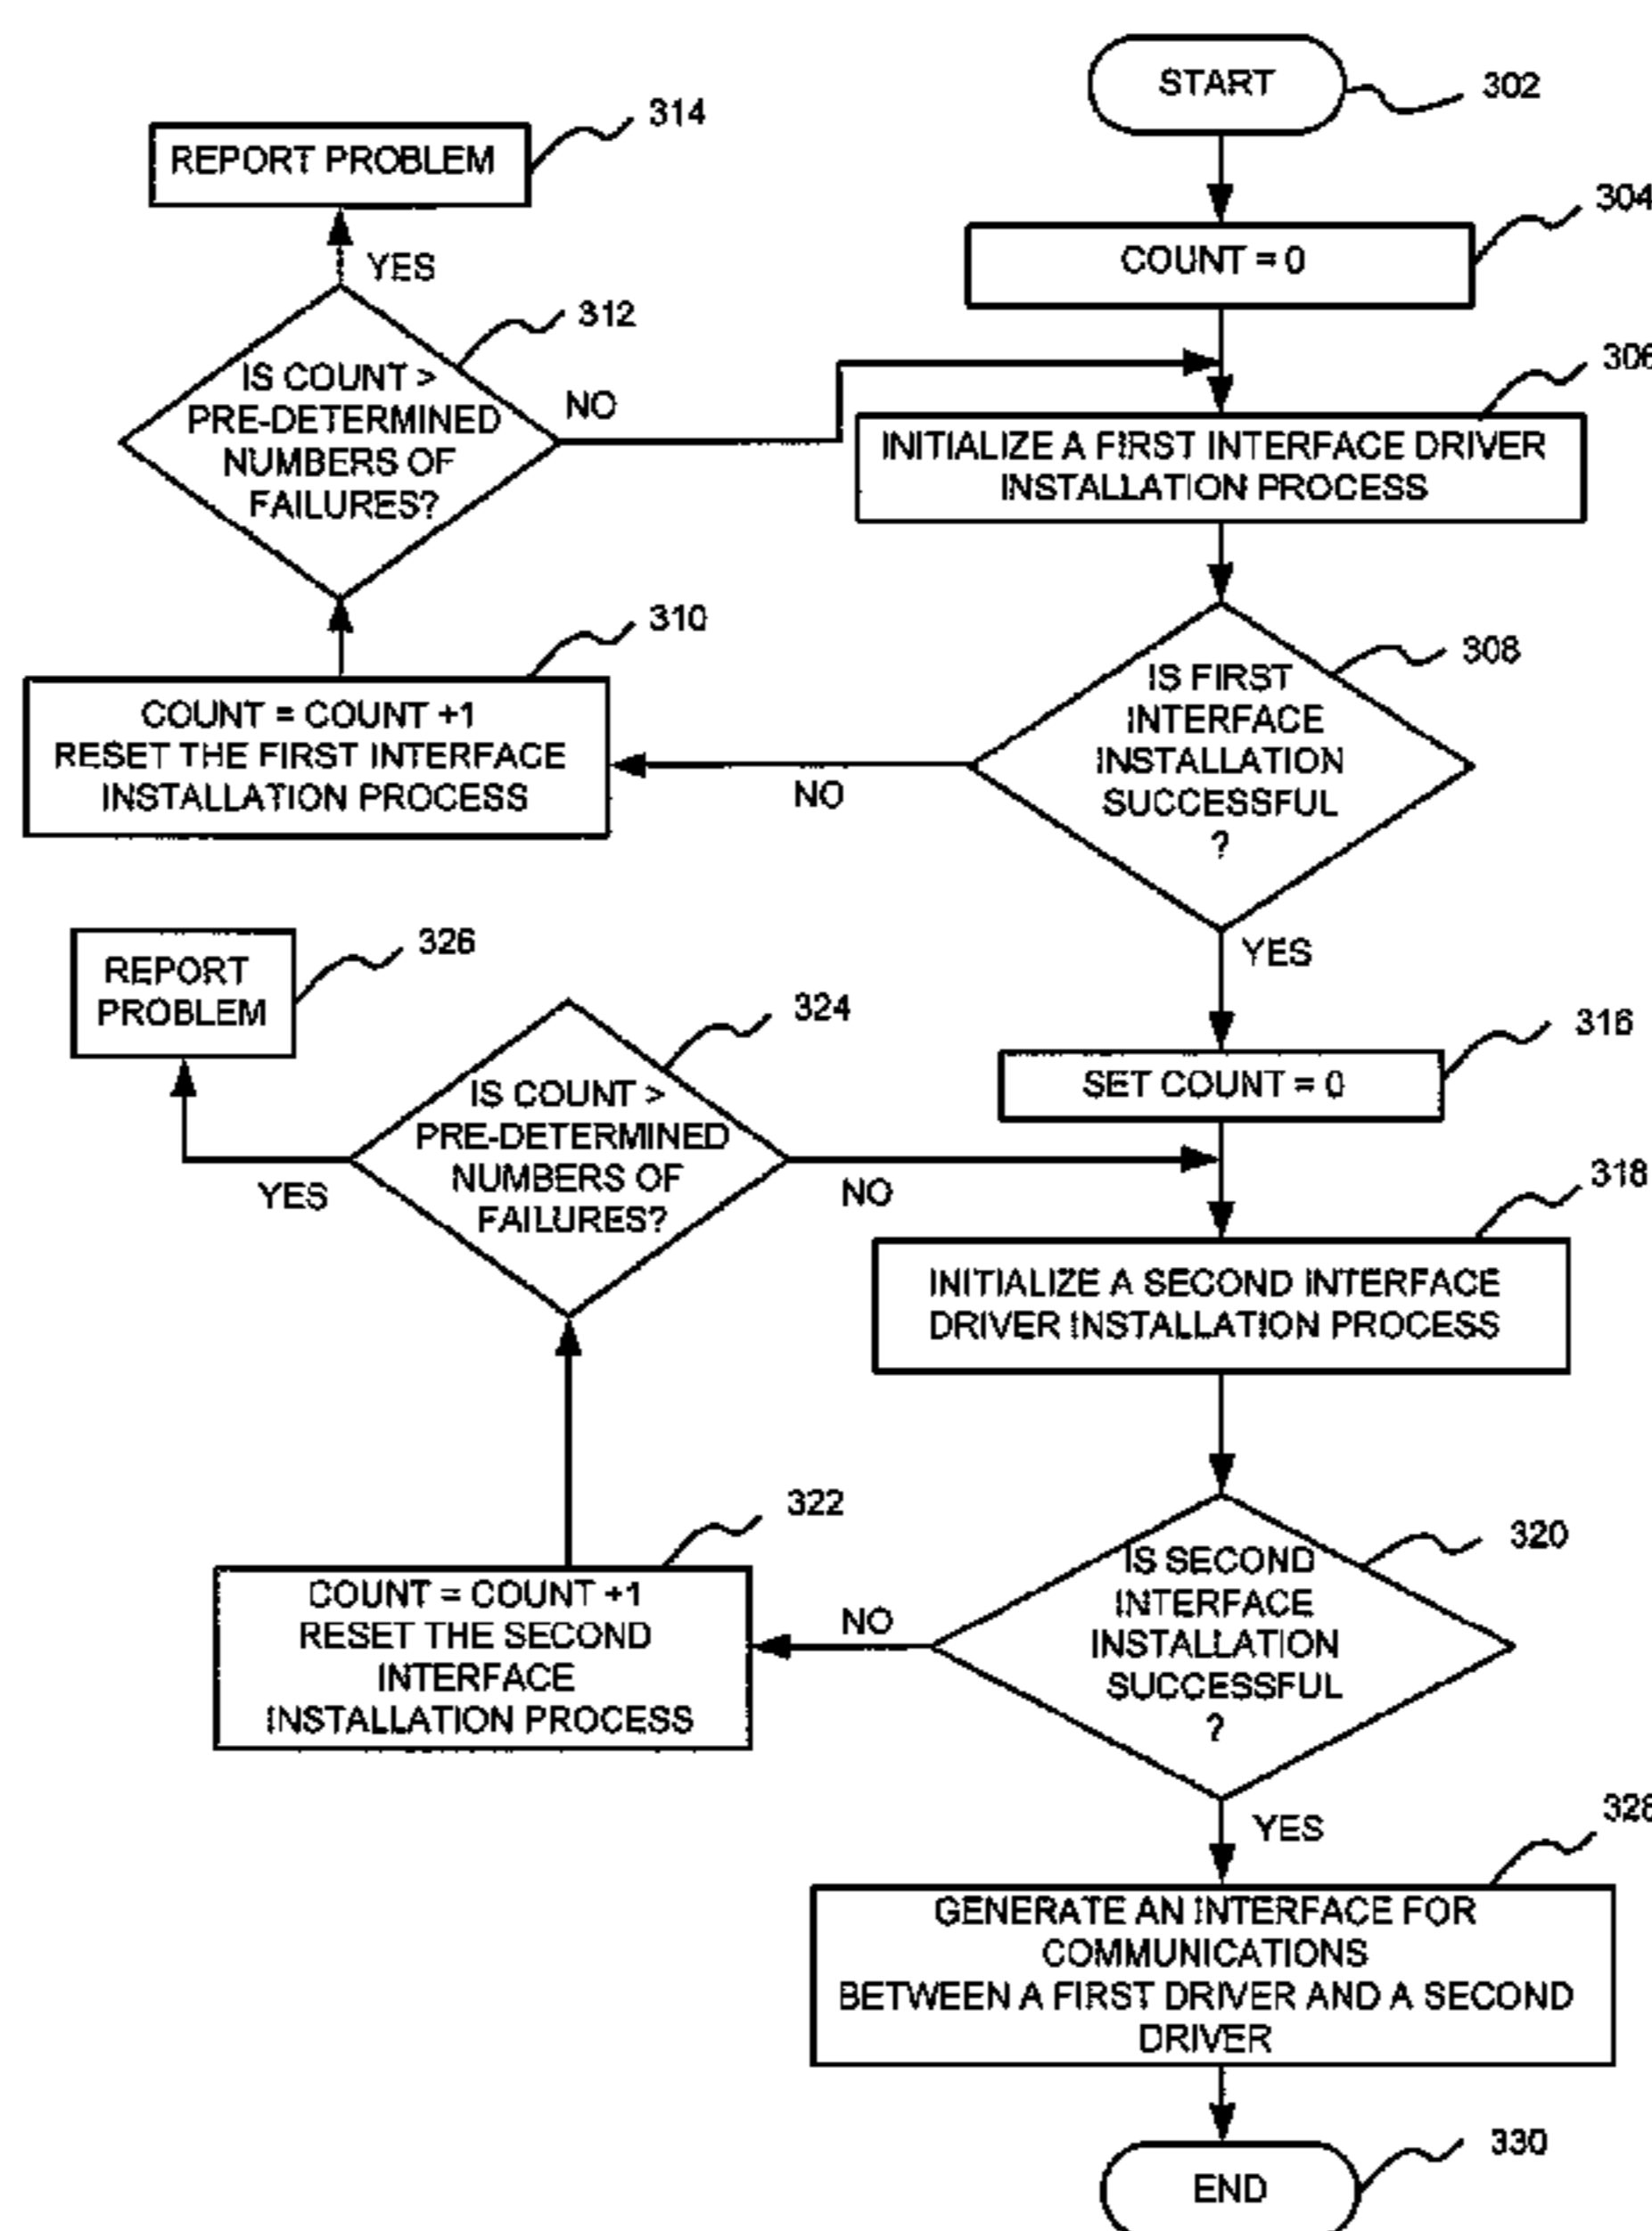 START
302
314
REPORT PROBLEM
304
COUNT = 0
YES
312
306
IS COUNT >
PRE-DETERMINED
NUMBERS OF
FAILURES?
NO
INITIALIZE A FIRST INTERFACE DRIVER
INSTALLATION PROCESS
310
308
IS FIRST
INTERFACE
INSTALLATION
SUCCESSFUL
?
COUNT = COUNT +1
RESET THE FIRST INTERFACE
INSTALLATION PROCESS
NO
YES
326
REPORT
PROBLEM
324
316
SET COUNT = 0
IS COUNT >
PRE-DETERMINED
NUMBERS OF
FAILURES?
YES
NO
318
INITIALIZE A SECOND INTERFACE
DRIVER INSTALLATION PROCESS
322
320
IS SECOND
INTERFACE
INSTALLATION
SUCCESSFUL
?
NO
COUNT = COUNT +1
RESET THE SECOND
INTERFACE
INSTALLATION PROCESS
YES
328
GENERATE AN INTERFACE FOR
COMMUNICATIONS
BETWEEN A FIRST DRIVER AND A SECOND
DRIVER
330
END